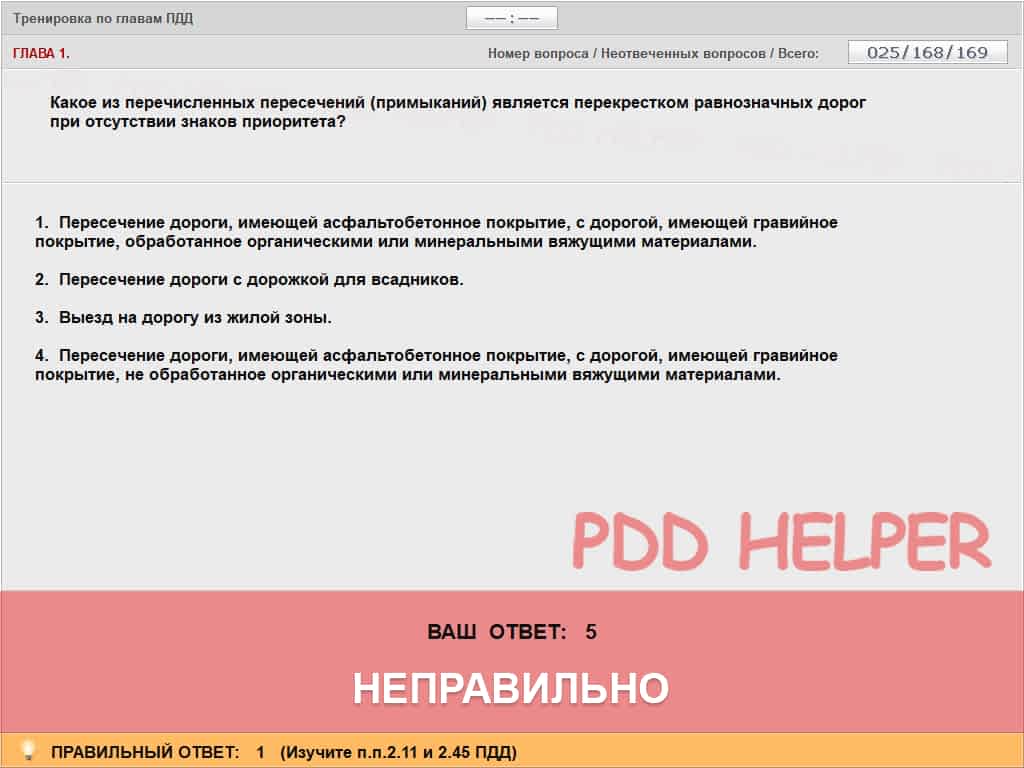 Тренировка по главам ПДД
–– : ––
ГЛАВА 1.
Номер вопроса / Неотвеченных вопросов / Всего:
025/168/169
Какое из перечисленных пересечений (примыканий) является перекрестком равнозначных дорог
при отсутствии знаков приоритета?
1. Пересечение дороги, имеющей асфальтобетонное покрытие, с дорогой, имеющей гравийное
покрытие, обработанное органическими или минеральными вяжущими материалами.
2. Пересечение дороги с дорожкой для всадников.
3. Выезд на дорогу из жилой зоны.
4. Пересечение дороги, имеющей асфальтобетонное покрытие, с дорогой, имеющей гравийное
покрытие, не обработанное органическими или минеральными вяжущими материалами.
PDD HELPER
ВАШ ОТВЕТ: 5
НЕПРАВИЛЬНО
ПРАВИЛЬНЫЙ ОТВЕТ: 1 (Изучите п.п.2.11 и 2.45 ПДД)